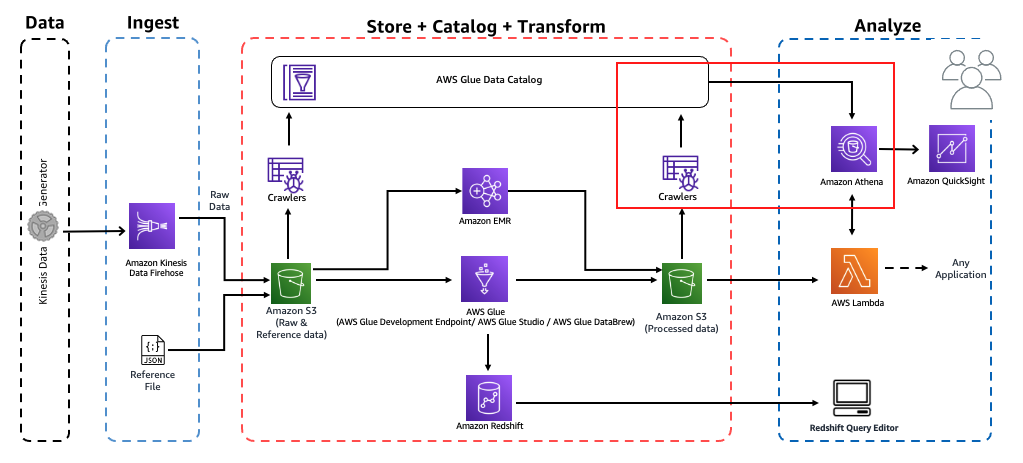 Data
Ingest
Store + Catalog + Transform
Analyze
Kinesis Data Generator
Raw
Data
Amazon Kinesis
Data Firehose
{;}
JSON
Reference
File
AWS Glue Data Catalog
Crawlers
Amazon S3
(Raw &
Reference data)
Amazon EMR
AWS Glue
(AWS Glue Development Endpoint/ AWS Glue Studio / AWS Glue DataBrew)
Amazon Redshift
Crawlers
Amazon S3
(Processed data)
Amazon Athena
Amazon QuickSight
AWS Lambda
Any
Application
Redshift Query Editor